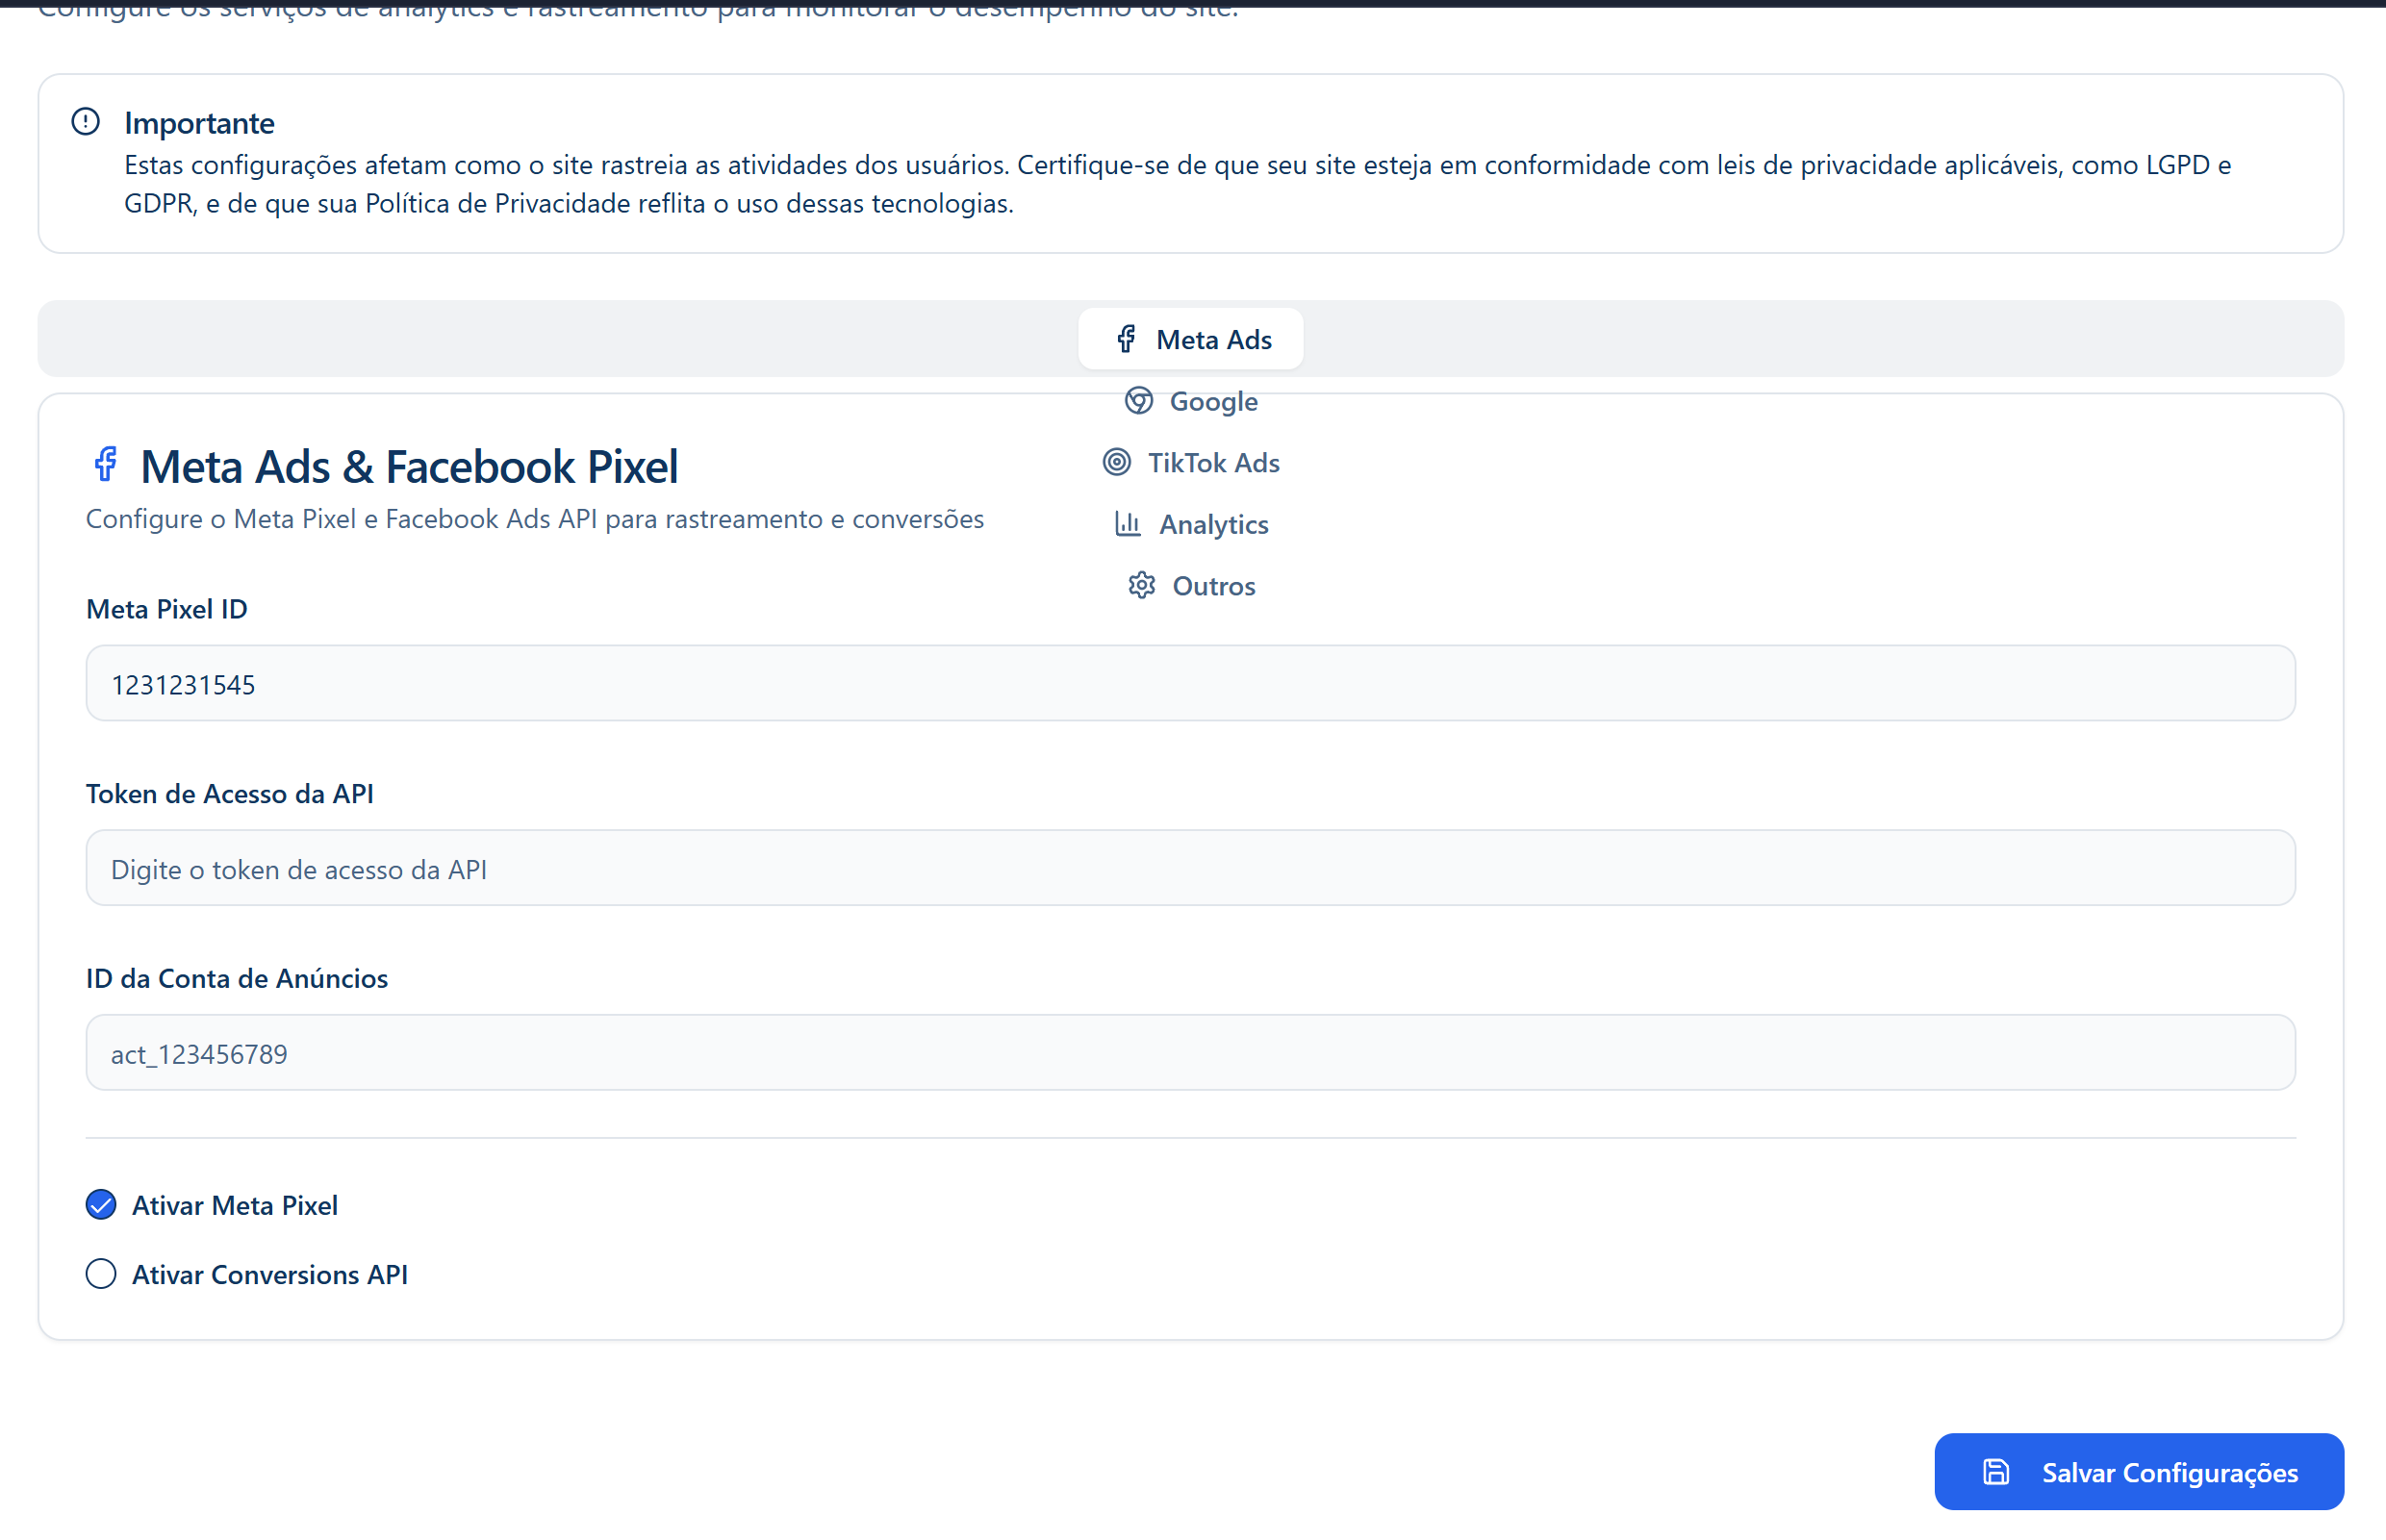 Configure os serviços de analytics e rastreamento para monitorar o desempenho do site.
Importante
Estas configurações afetam como o site rastreia as atividades dos usuários. Certifique-se de que seu site esteja em conformidade com leis de privacidade aplicáveis, como LGPD e
GDPR, e de que sua Política de Privacidade reflita o uso dessas tecnologias.
Meta Ads
Google
TikTok Ads
Analytics
Outros
Meta Ads & Facebook Pixel
Configure o Meta Pixel e Facebook Ads API para rastreamento e conversões
Meta Pixel ID
1231231545
Token de Acesso da API
Digite o token de acesso da API
ID da Conta de Anúncios
act_123456789
Ativar Meta Pixel
Ativar Conversions API
Salvar Configurações